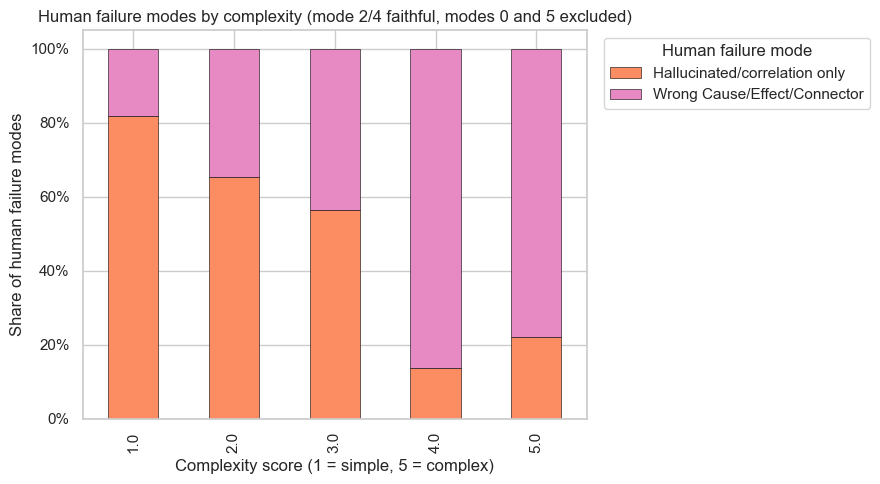 Human failure modes by complexity (mode 2/4 faithful, modes 0 and 5 excluded)
Human failure mode
Hallucinated/correlation only
Wrong Cause/Effect/Connector
Share of human failure modes
100%
80%
60%
40%
20%
0%
1.0
2.0
3.0
4.0
5.0
Complexity score (1 = simple, 5 = complex)